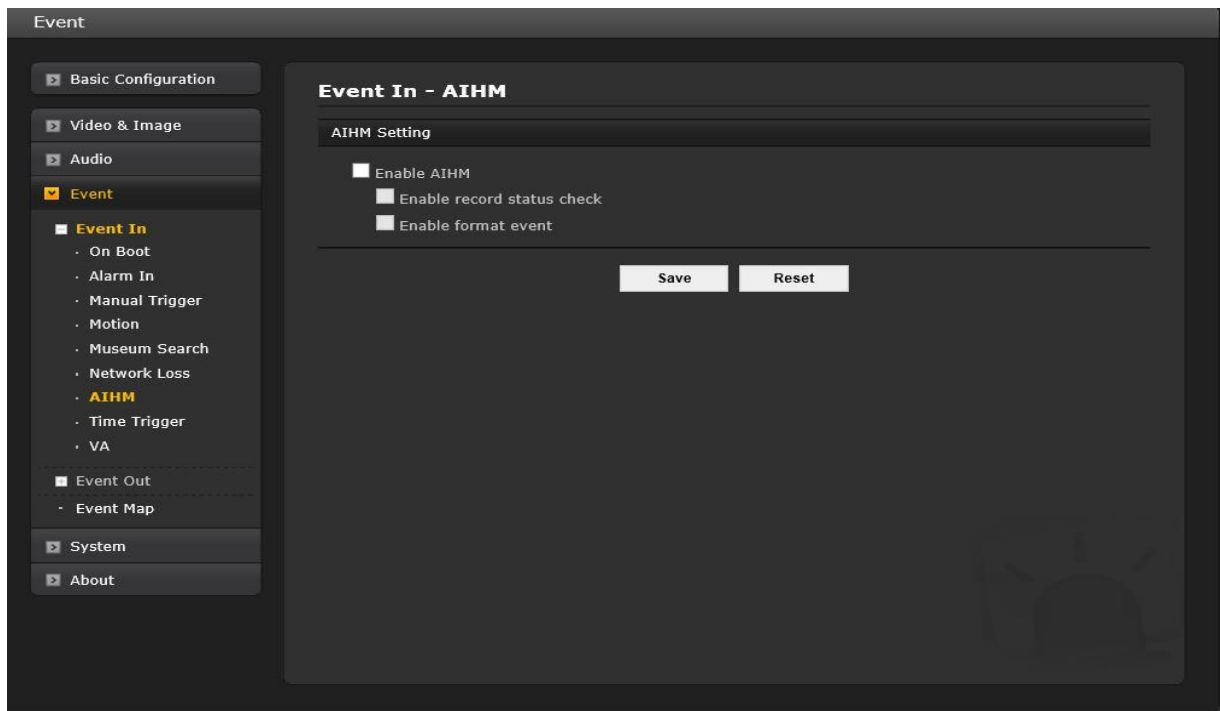 Event
Basic Configuration
Video & Image
Audio
Event
Event In
· On Boot
· Alarm In
· Manual Trigger
· Motion
· Museum Search
· Network Loss
· AIHM
· Time Trigger
· VA
Event Out
- Event Map
System
About
Event In - AIHM
AIHM Setting
Enable AIHM
Enable record status check
Enable format event
Save Reset